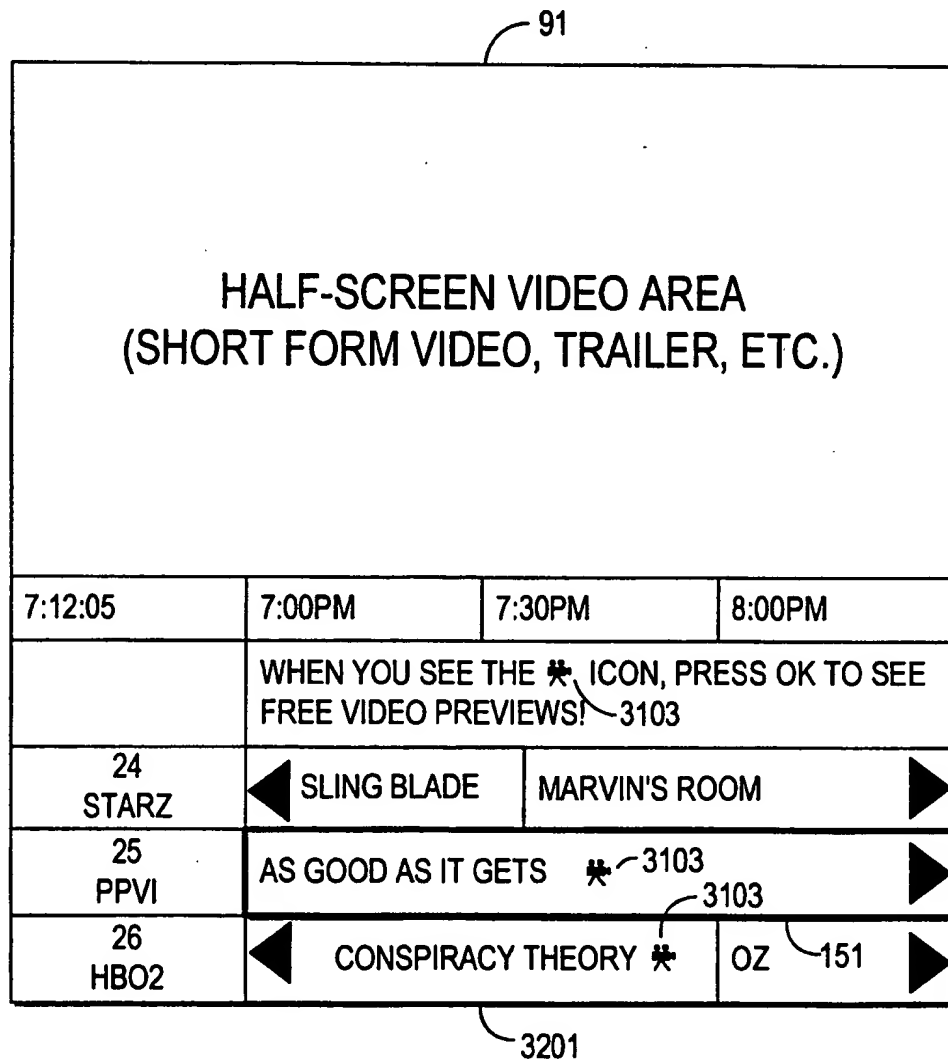 91
HALF-SCREEN VIDEO AREA
(SHORT FORM VIDEO, TRAILER, ETC.)
7:12:05 7:00PM 7:30PM 8:00PM
WHEN YOU SEE THE ICON, PRESS OK TO SEE
FREE VIDEO PREVIEWS! 3103
24
STARZ
SLING BLADE MARVIN'S ROOM
25
PPVI
AS GOOD AS IT GETS 3103
3103
26
HBO2
CONSPIRACY THEORY OZ 151
3201